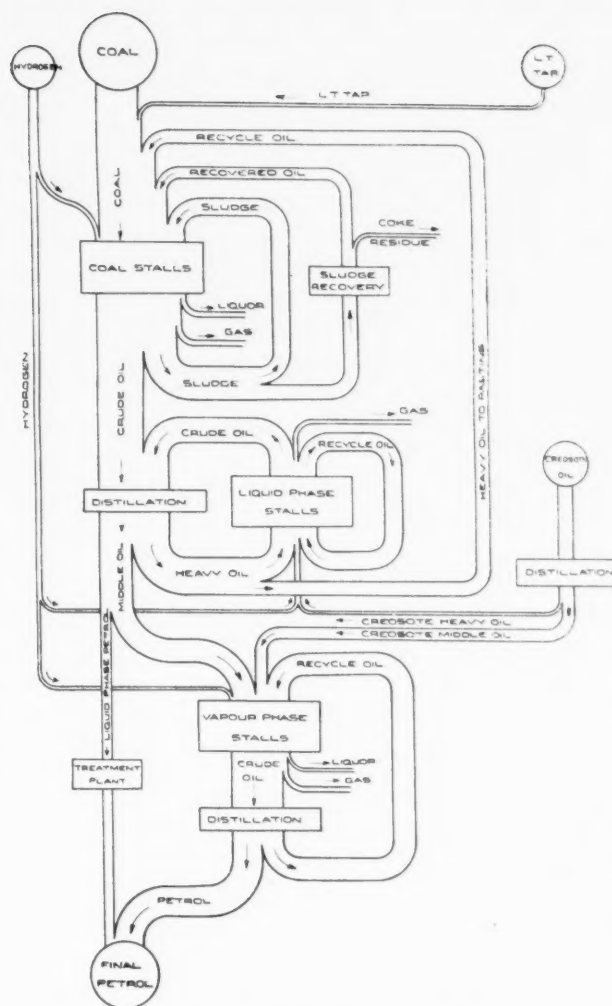 COAL
HYDROGEN
L.T.
TAR
L.T. TAR
RECYCLE OIL
RECOVERED OIL
COAL
SLUDGE
COKE
RESIDUE
COAL STALLS
SLUDGE
RECOVERY
LIQUOR
GAS
SLUDGE
HYDROGEN
CRUDE OIL
HEAVY OIL TO PASTING
GAS
CRUDE OIL
RECYCLE OIL
CREOSOTE
OIL
DISTILLATION
LIQUID PHASE
STALLS
DISTILLATION
HEAVY OIL
MIDDLE OIL
CREOSOTE HEAVY OIL
CREOSOTE MIDDLE OIL
RECYCLE OIL
LIQUID PHASE PETROL
VAPOUR PHASE
STALLS
TREATMENT
PLANT
CRUDE
OIL
LIQUOR
GAS
DISTILLATION
PETROL
FINAL
PETROL